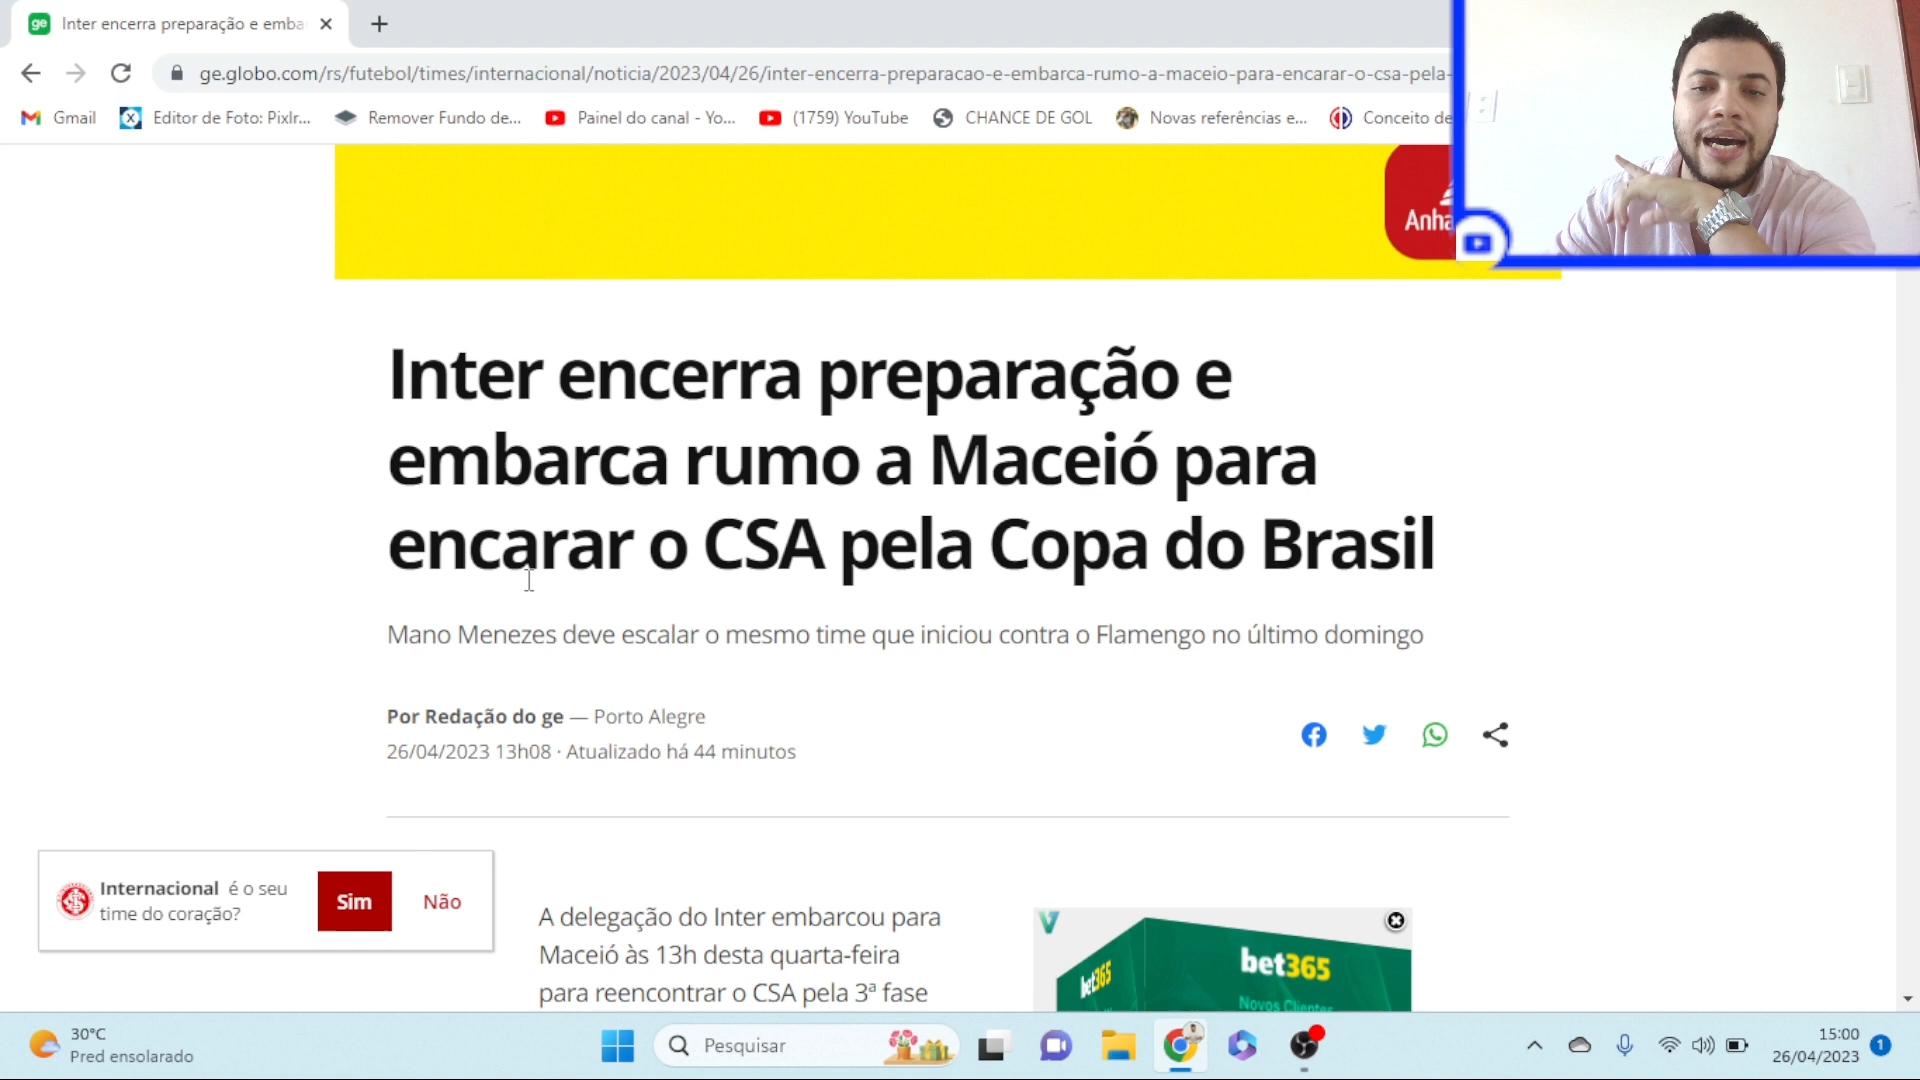 ge Inter encerra preparação e emba
ge.globo.com/rs/futebol/times/internacional/noticia/2023/04/26/inter-encerra-preparacao-e-embarca-rumo-a-maceio-para-encarar-o-csa-pela-
Gmail Editor de Foto: Pixlr... Remover Fundo de... Painel do canal - Yo... (1759) YouTube CHANCE DE GOL Novas referências e... Conceito de
Anha
Inter encerra preparação e
embarca rumo a Maceió para
encarar o CSA pela Copa do Brasil
Mano Menezes deve escalar o mesmo time que iniciou contra o Flamengo no último domingo
Por Redação do ge — Porto Alegre
26/04/2023 13h08 · Atualizado há 44 minutos
Internacional é o seu
time do coração?
Sim
Não
A delegação do Inter embarcou para
Maceió às 13h desta quarta-feira
para reencontrar o CSA pela 3ª fase
bet365
bet365
Novos Clientes
30°C
Pred ensolarado
Pesquisar
15:00
26/04/2023
1